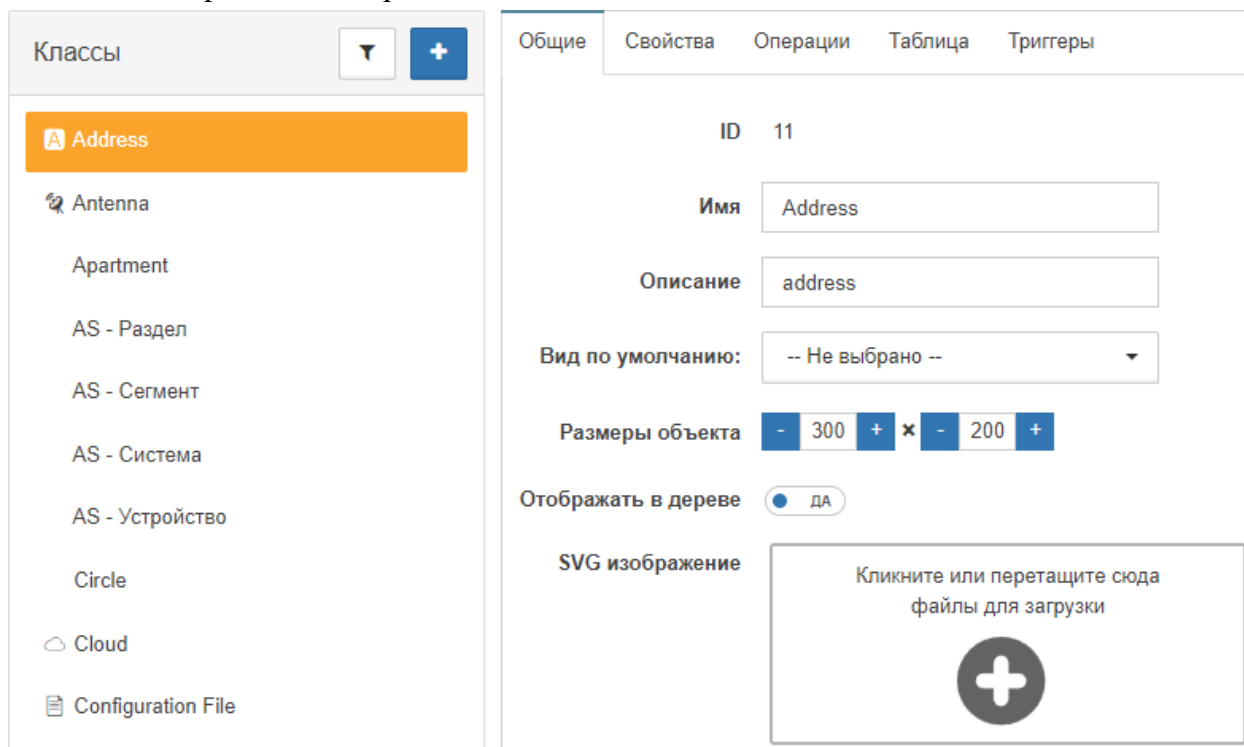 Классы
Address
Antenna
Apartment
AS - Раздел
AS - Сегмент
AS - Система
AS - Устройство
Circle
Cloud
Configuration File
Общие Свойства Операции Таблица Триггеры
ID 11
Имя Address
Описание address
Вид по умолчанию: -- Не выбрано --
Размеры объекта - 300 + × - 200 +
Отображать в дереве ДА
SVG изображение
Кликните или перетащите сюда
файлы для загрузки